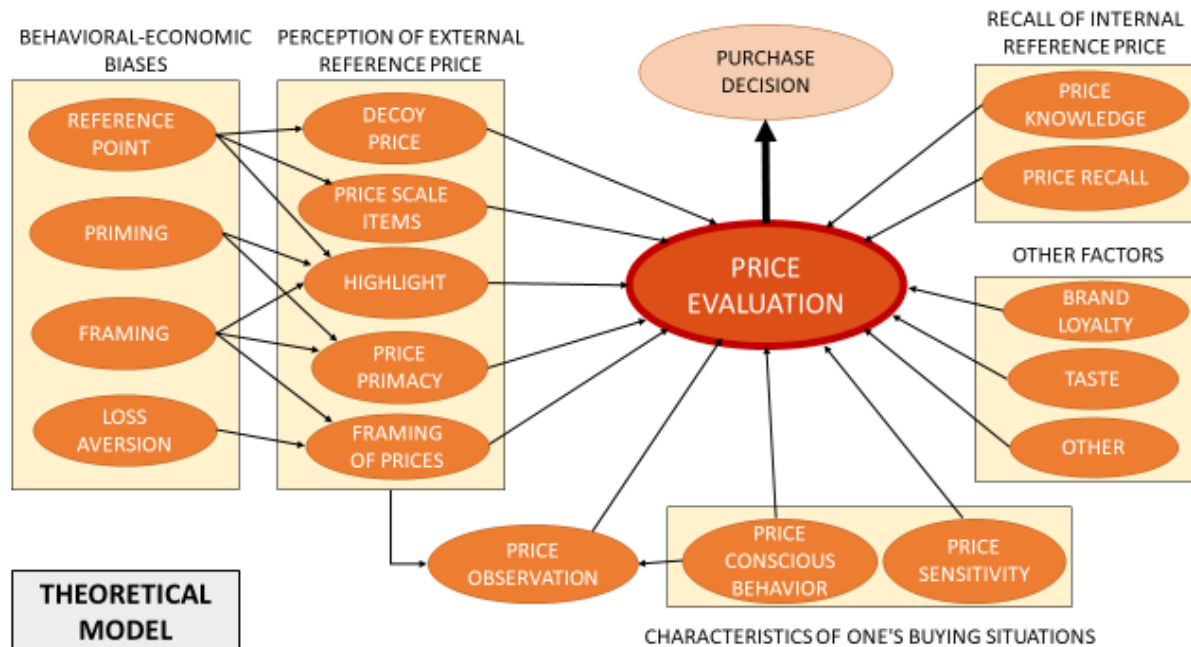 BEHAVIORAL-ECONOMIC
BIASES
REFERENCE
POINT
PRIMING
FRAMING
LOSS
AVERSION
PERCEPTION OF EXTERNAL
REFERENCE PRICE
DECOY
PRICE
PRICE SCALE
ITEMS
HIGHLIGHT
PRICE
PRIMACY
FRAMING
OF PRICES
PURCHASE
DECISION
PRICE
EVALUATION
RECALL OF INTERNAL
REFERENCE PRICE
PRICE
KNOWLEDGE
PRICE RECALL
OTHER FACTORS
BRAND
LOYALTY
TASTE
OTHER
PRICE
OBSERVATION
PRICE
CONSCIOUS
BEHAVIOR
PRICE
SENSITIVITY
CHARACTERISTICS OF ONE'S BUYING SITUATIONS
THEORETICAL
MODEL